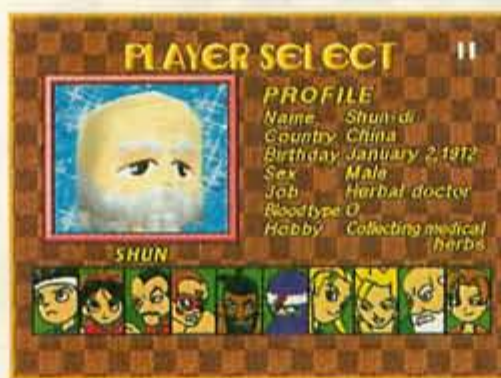 PLAYER SELECT 11
PROFILE
Name Shun-di
Country China
Birthday January 2,1912
Sex Male
Job Herbal doctor
Bloodtype O
Hobby Collecting medical
herbs
SHUN